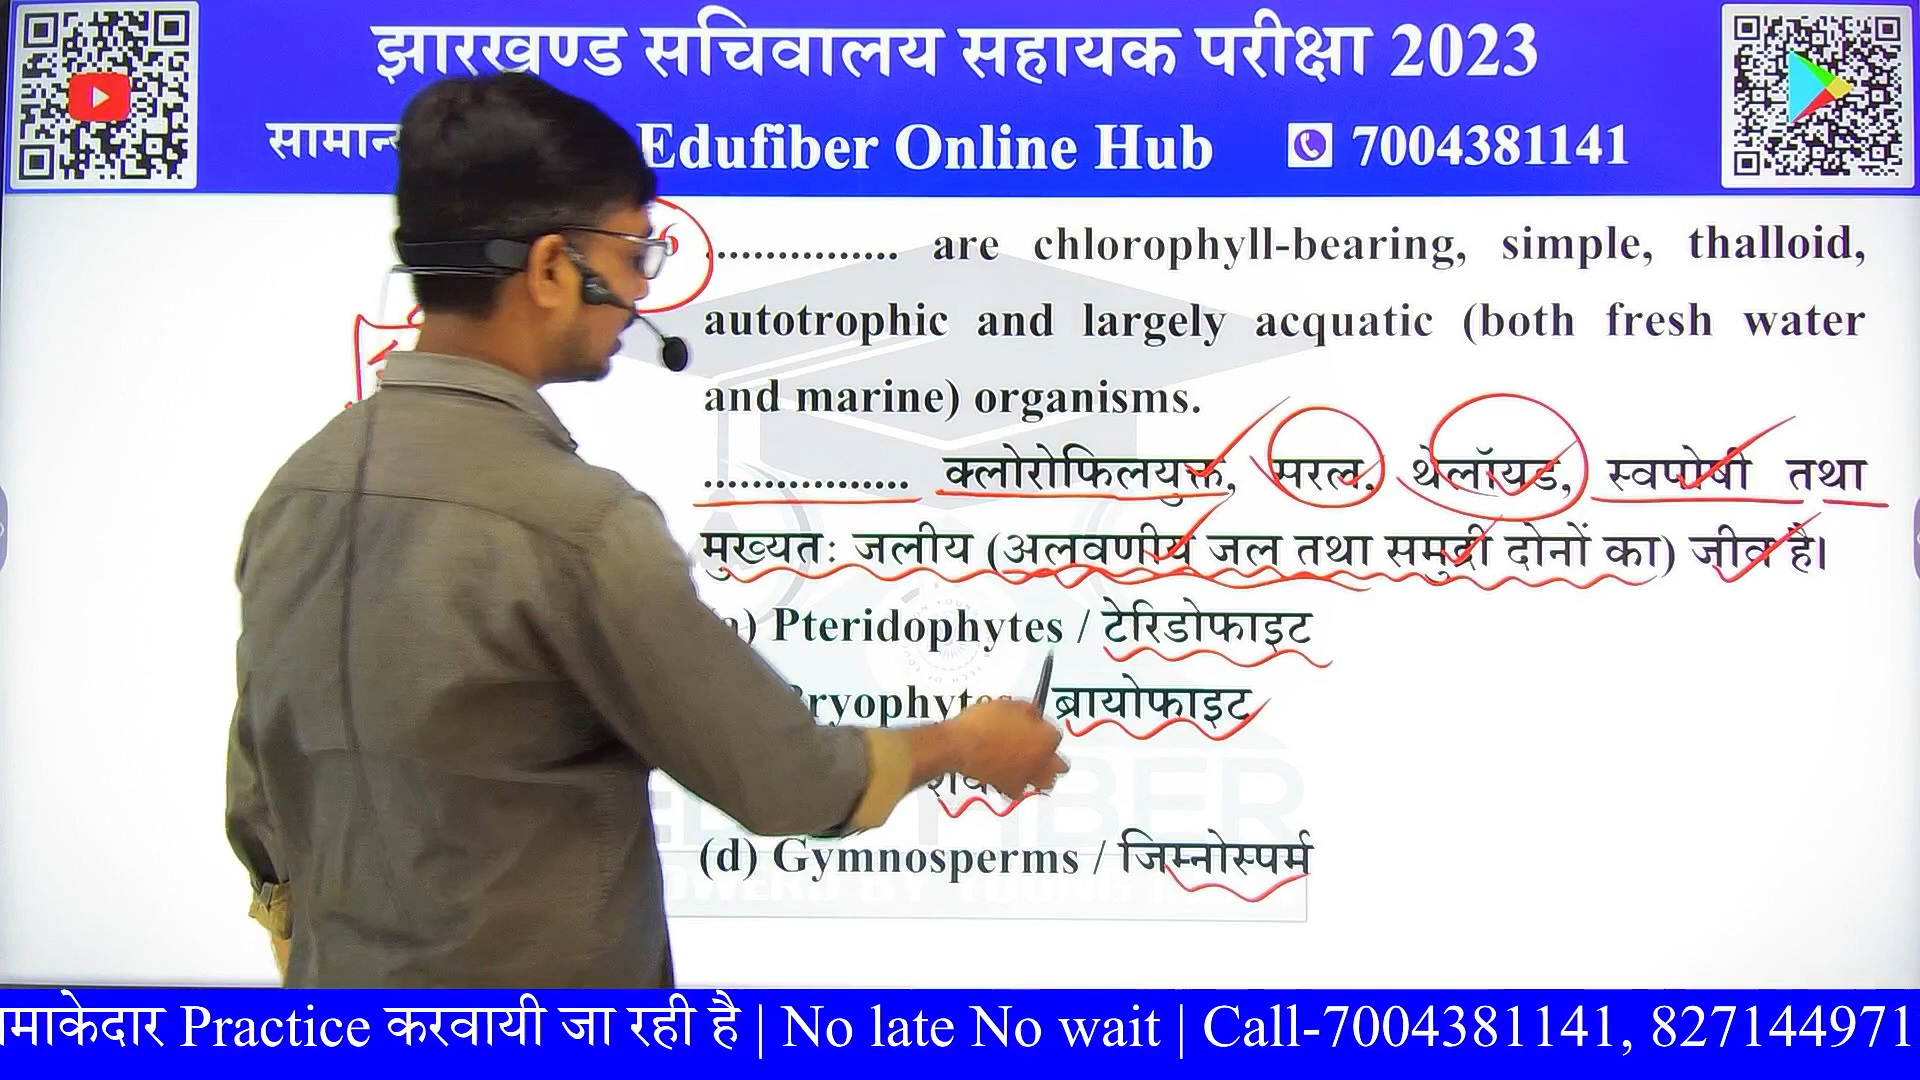 झारखण्ड सचिवालय सहायक परीक्षा 2023
Edufiber Online Hub 7004381141
............... are chlorophyll-bearing, simple, thalloid,
autotrophic and largely acquatic (both fresh water
and marine) organisms.
................. क्लोरोफिलयुक्त, सरल, थेलॉयड, स्वपोषी तथा
मुख्यतः जलीय (अलवणीय जल तथा समुद्री दोनों का) जीव है।
Pteridophytes / टेरिडोफाइट
ब्रायोफाइट
(d) Gymnosperms / जिम्नोस्पर्म
Practice करवायी जा रही है | No late No wait | Call-7004381141, 827144971